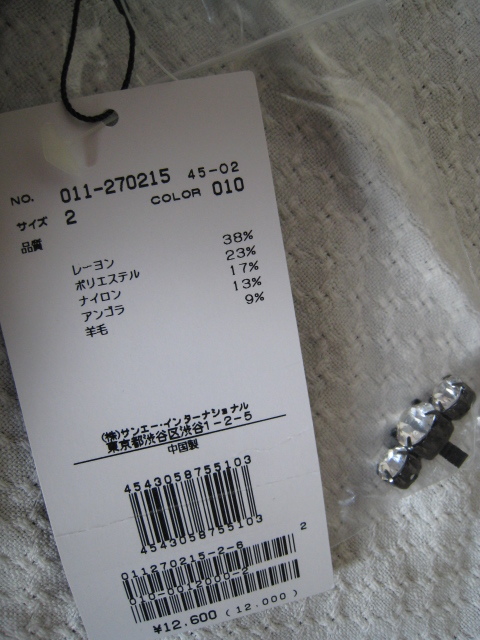 NO. 011-270215 45-02
サイズ 2 COLOR 010
品質
レーヨン 38%
ポリエステル 23%
ナイロン 17%
アンゴラ 13%
羊毛 9%
(株)サンエー・インターナショナル
東京都渋谷区渋谷1-2-5
中国製
4543058755103
4543058755103
2
011270215-2-6
010-0012000-2
¥12.600 (12.000)